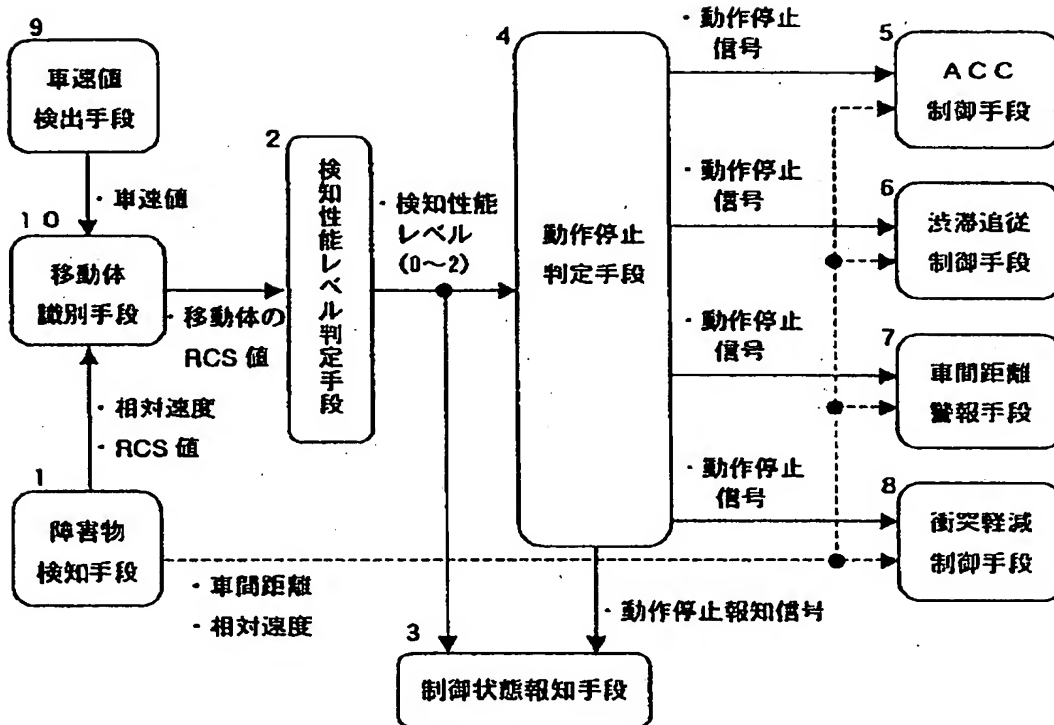 9
車速値
検出手段
・車速値
10
移動体
識別手段
・移動体の
RCS 値
・相対速度
・RCS 値
1
障害物
検知手段
・車間距離
・相対速度
2
検知性能レベル判定手段
・検知性能
レベル
(0～2)
3
制御状態報知手段
4
動作停止
判定手段
・動作停止報知信号
・動作停止
信号
5
ACC
制御手段
・動作停止
信号
6
渋滞追従
制御手段
・動作停止
信号
7
車間距離
警報手段
・動作停止
信号
8
衝突軽減
制御手段